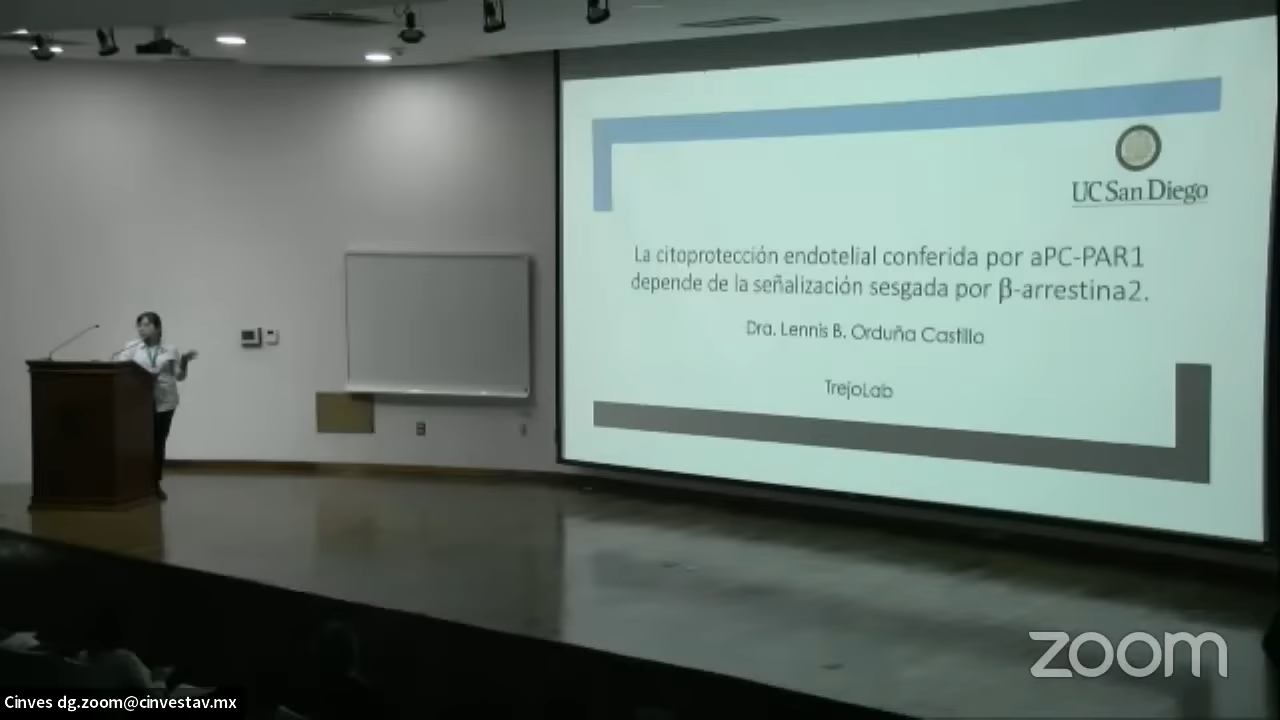 UC San Diego
La citoprotección endotelial conferida por aPC-PAR1
depende de la señalización sesgada por β-arrestina2.
Dra. Lennis B. Orduña Castillo
TrejoLab
zoom
Cinves dg.zoom@cinvestav.mx